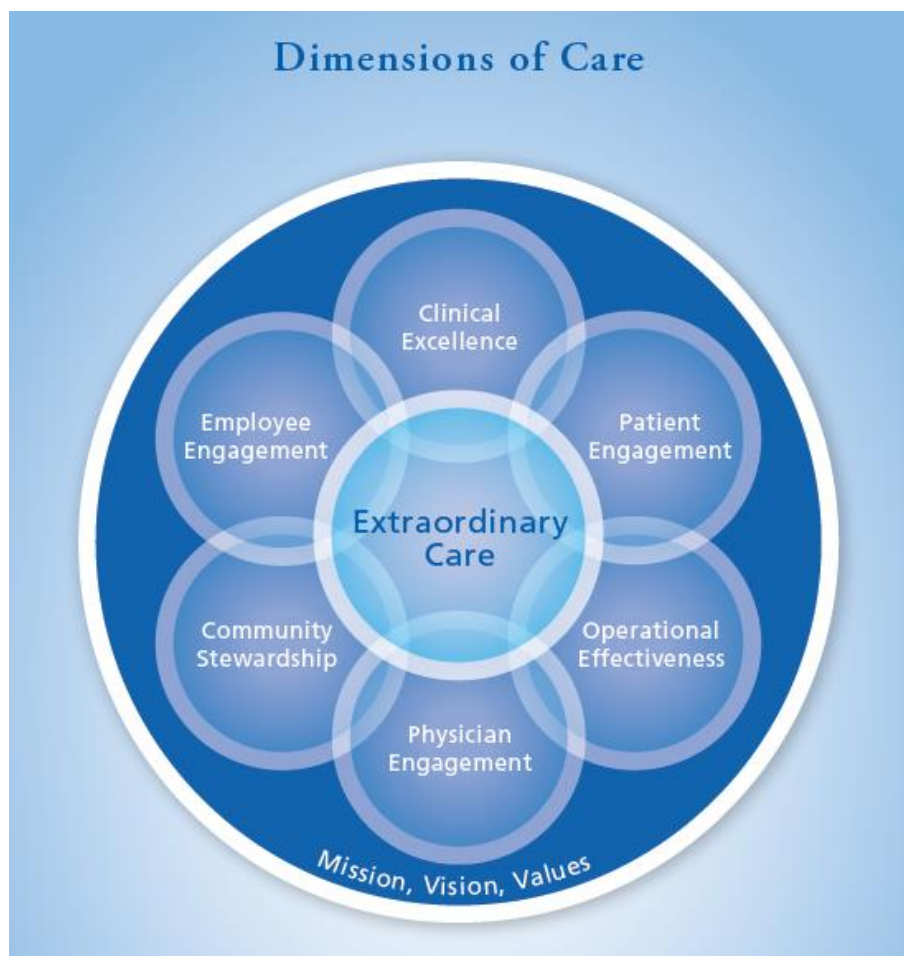 Dimensions of Care
Clinical
Excellence
Employee
Engagement
Patient
Engagement
Extraordinary
Care
Community
Stewardship
Operational
Effectiveness
Physician
Engagement
Mission, Vision, Values